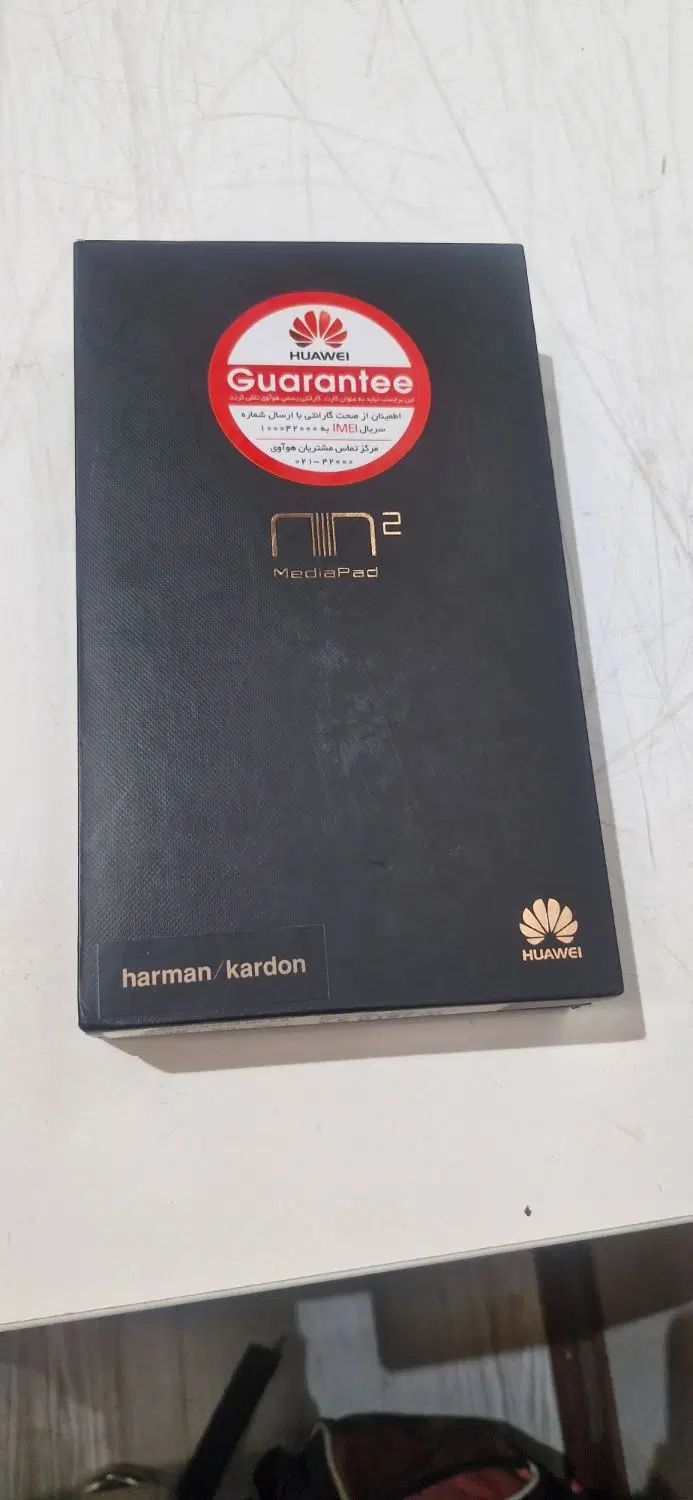 HUAWEI
Guarantee
این برچسب نباید به عنوان کارت گارانتی رسمی هوآوی تلقی گردد
اطمینان از صحت گارانتی با ارسال شماره
سریال IMEI به ۱۰۰۰۴۲۰۰۰
مرکز تماس مشتریان هوآوی
۰۲۱-۴۲۰۰۰
m2
MediaPad
HUAWEI
harman/kardon